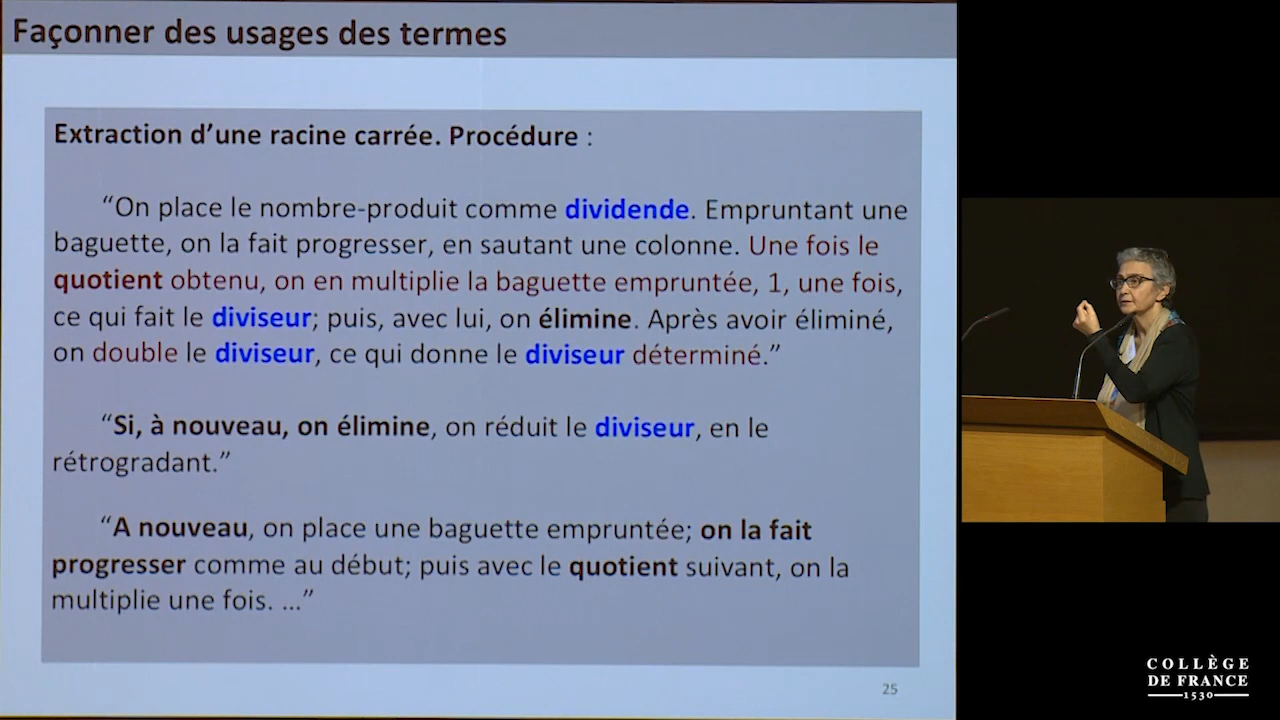 Façonner des usages des termes
Extraction d’une racine carrée. Procédure :
“On place le nombre-produit comme dividende. Empruntant une
baguette, on la fait progresser, en sautant une colonne. Une fois le
quotient obtenu, on en multiplie la baguette empruntée, 1, une fois,
ce qui fait le diviseur; puis, avec lui, on élimine. Après avoir éliminé,
on double le diviseur, ce qui donne le diviseur déterminé.”
“Si, à nouveau, on élimine, on réduit le diviseur, en le
rétrogradant.”
“A nouveau, on place une baguette empruntée; on la fait
progresser comme au début; puis avec le quotient suivant, on la
multiplie une fois. ...”
25
COLLÈGE
DE FRANCE
1530